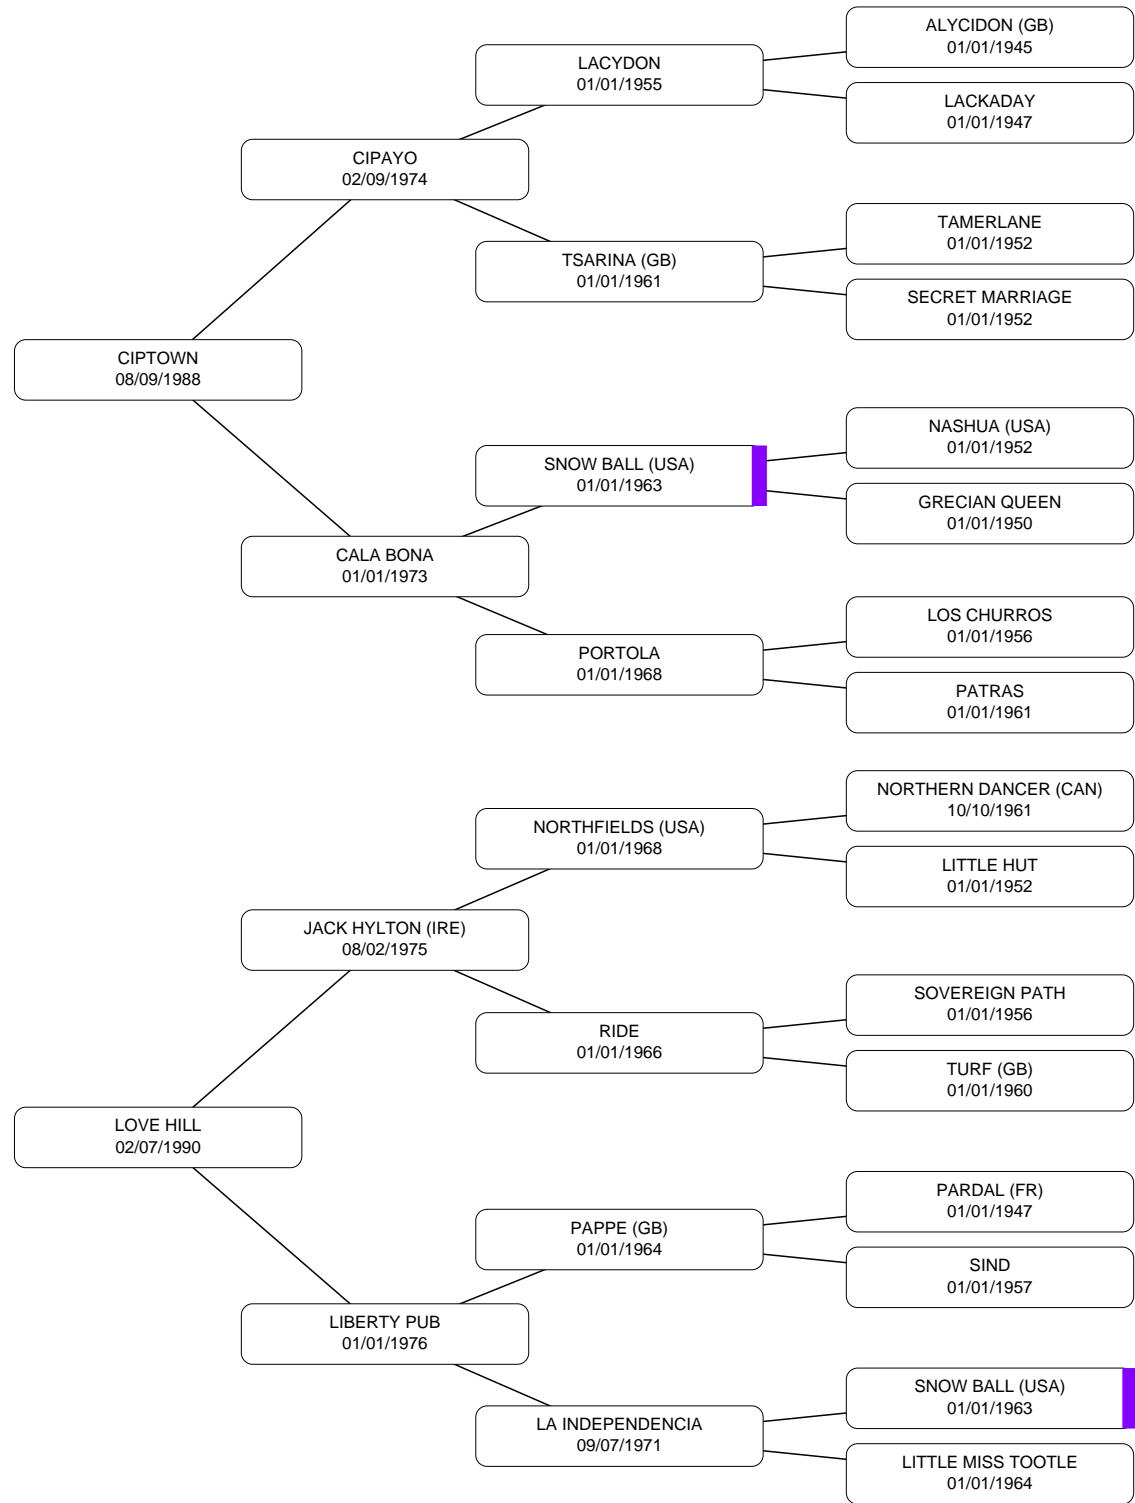 ALYCIDON (GB)
01/01/1945
LACYDON
01/01/1955
LACKADAY
01/01/1947
CIPAYO
02/09/1974
TAMERLANE
01/01/1952
TSARINA (GB)
01/01/1961
SECRET MARRIAGE
01/01/1952
CIPTOWN
08/09/1988
NASHUA (USA)
01/01/1952
SNOW BALL (USA)
01/01/1963
GRECIAN QUEEN
01/01/1950
CALA BONA
01/01/1973
LOS CHURROS
01/01/1956
PORTOLA
01/01/1968
PATRAS
01/01/1961
NORTHERN DANCER (CAN)
10/10/1961
NORTHFIELDS (USA)
01/01/1968
LITTLE HUT
01/01/1952
JACK HYLTON (IRE)
08/02/1975
SOVEREIGN PATH
01/01/1956
RIDE
01/01/1966
TURF (GB)
01/01/1960
LOVE HILL
02/07/1990
PARDAL (FR)
01/01/1947
PAPPE (GB)
01/01/1964
SIND
01/01/1957
LIBERTY PUB
01/01/1976
SNOW BALL (USA)
01/01/1963
LA INDEPENDENCIA
09/07/1971
LITTLE MISS TOOTLE
01/01/1964